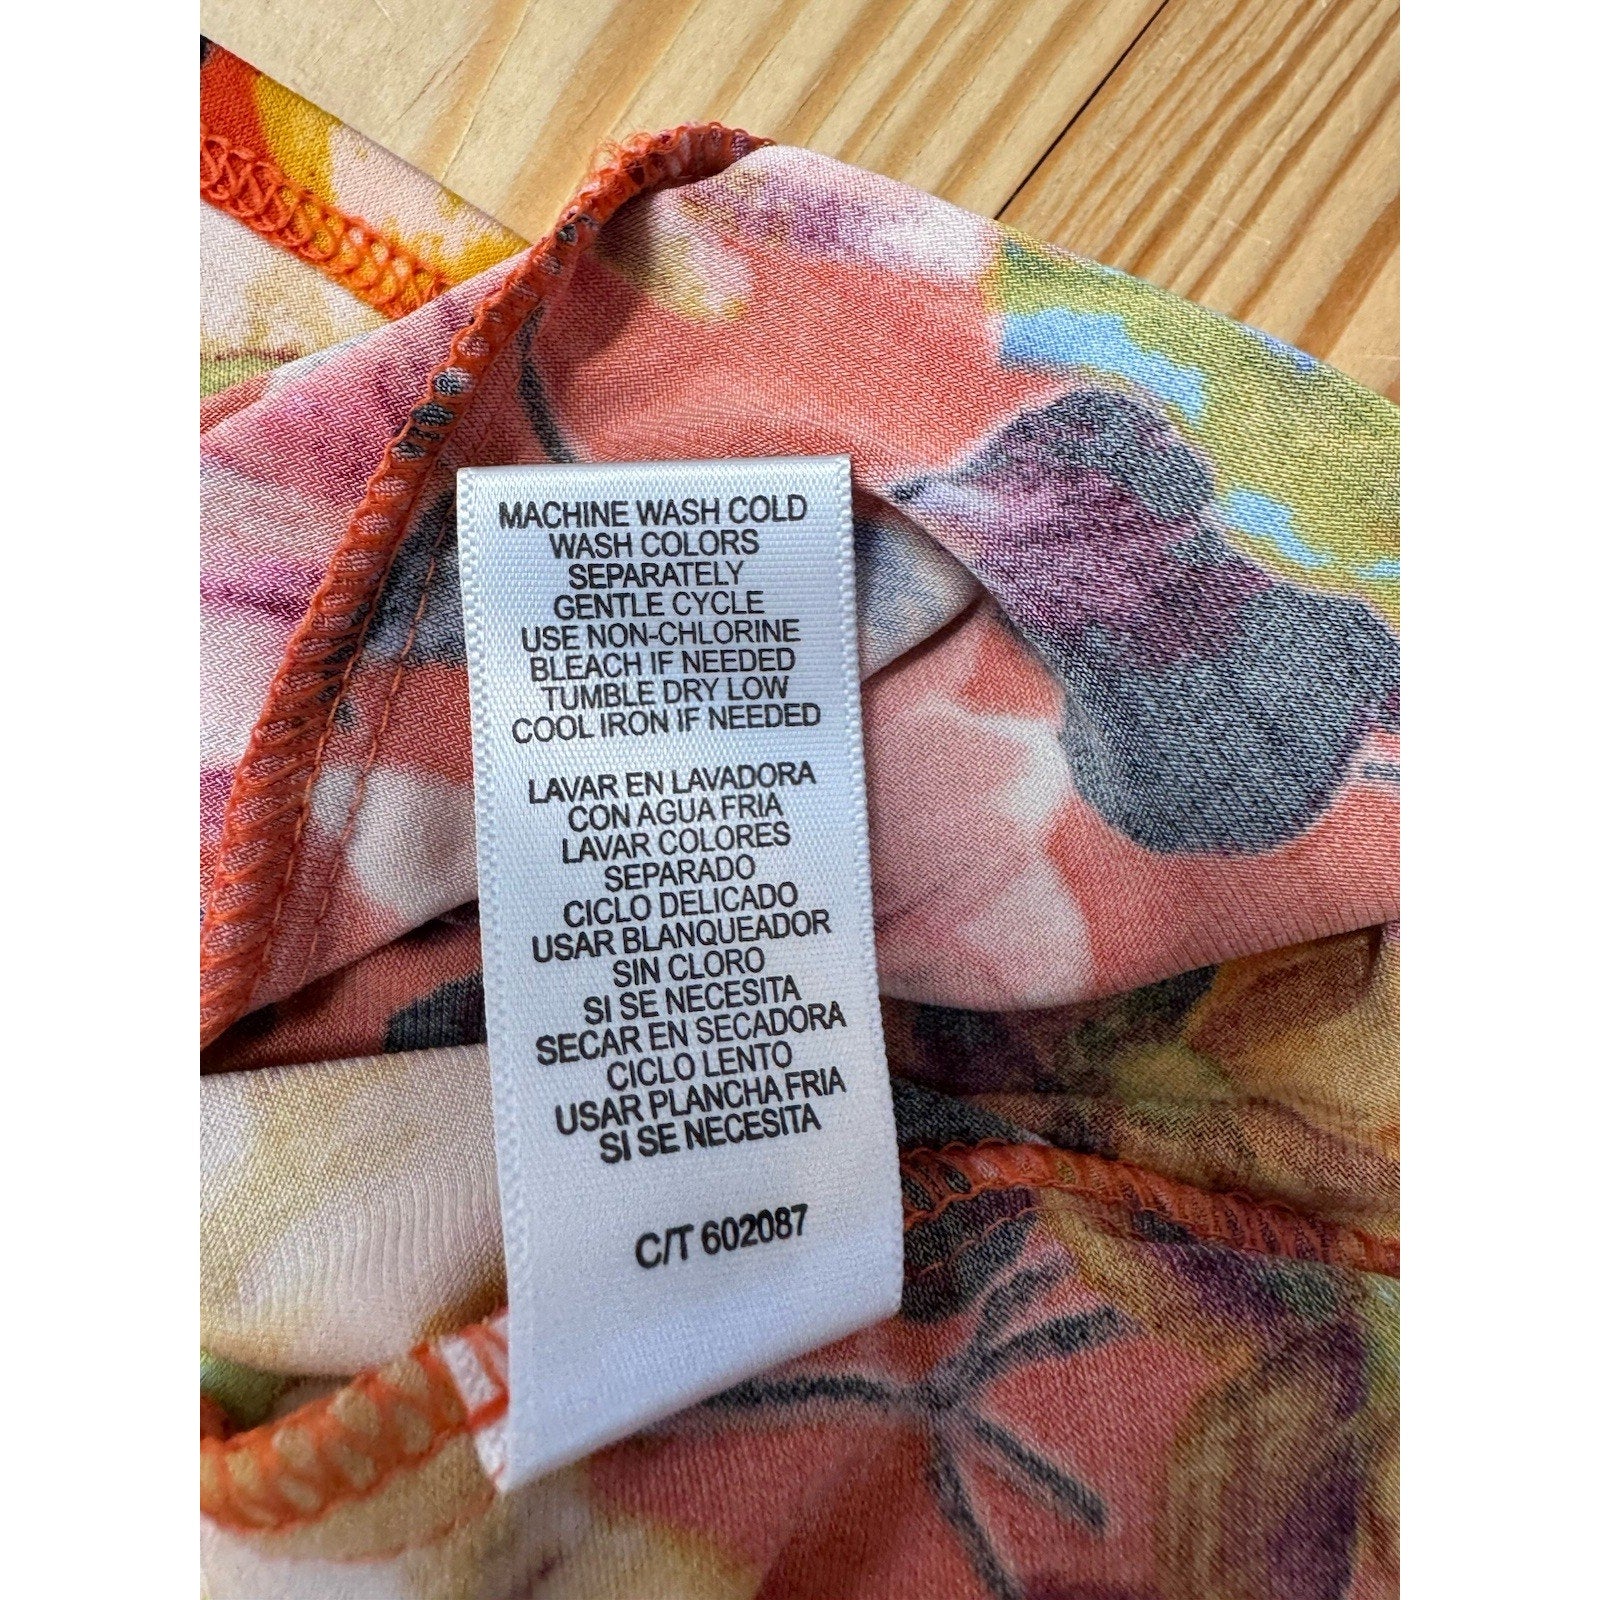 MACHINE WASH COLD
WASH COLORS
SEPARATELY
GENTLE CYCLE
USE NON-CHLORINE
BLEACH IF NEEDED
TUMBLE DRY LOW
COOL IRON IF NEEDED
LAVAR EN LAVADORA
CON AGUA FRIA
LAVAR COLORES
SEPARADO
CICLO DELICADO
USAR BLANQUEADOR
SIN CLORO
SI SE NECESITA
SECAR EN SECADORA
CICLO LENTO
USAR PLANCHA FRIA
SI SE NECESITA
C/T 602087